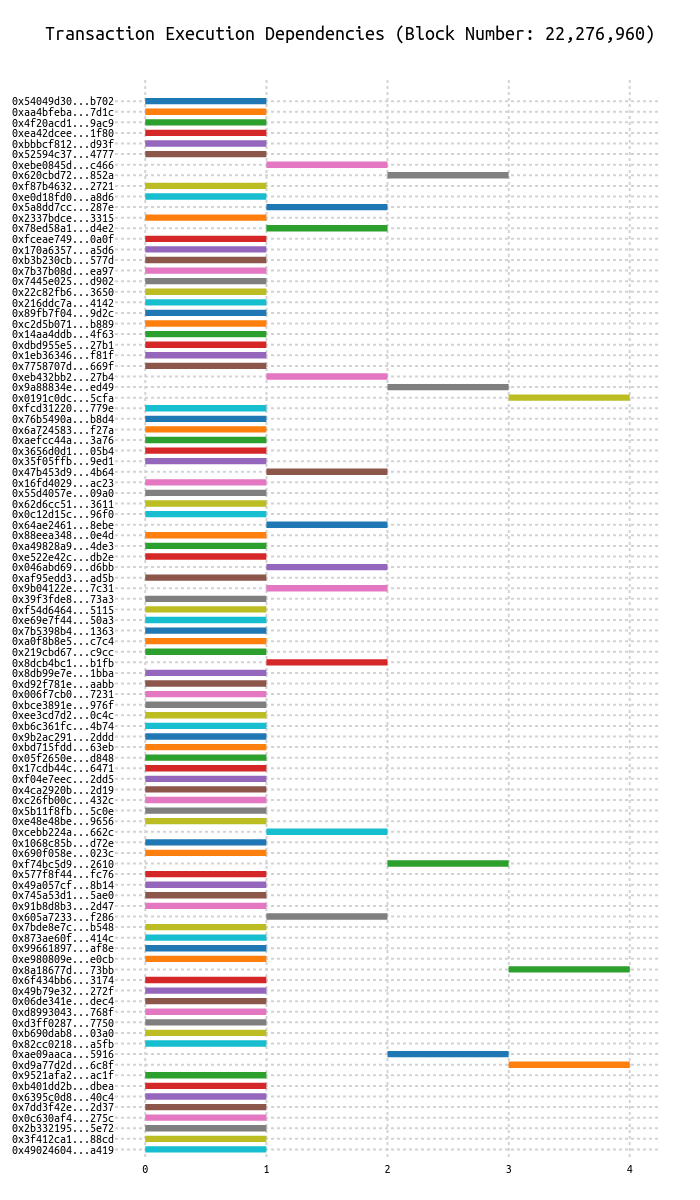 Transaction Execution Dependencies (Block Number: 22,276,960)
0x54049d30...b702
0xaa4bfeba...7d1c
0x4f20acd1...9ac9
0xea42dcee...1f80
0xbbbcf812...d93f
0x52594c37...4777
0xebe0845d...c466
0x620cbd72...852a
0xf87b4632...2721
0xe0d18fd0...a8d6
0x5a8dd7cc...287e
0x2337bdce...3315
0x78ed58a1...d4e2
0xfceae749...0a0f
0x170a6357...a5d6
0xb3b230cb...577d
0x7b37b08d...ea97
0x7445e025...d902
0x22c82fb6...3650
0x216ddc7a...4142
0x89fb7f04...9d2c
0xc2d5b071...b889
0x14aa4ddb...4f63
0xdbd955e5...27b1
0x1eb36346...f81f
0x7758707d...669f
0xeb432bb2...27b4
0x9a88834e...ed49
0x0191c0dc...5cfa
0xfcd31220...779e
0x76b5490a...b8d4
0x6a724583...f27a
0xaefcc44a...3a76
0x3656d0d1...05b4
0x35f05ffb...9ed1
0x47b453d9...4b64
0x16fd4029...ac23
0x55d4057e...09a0
0x62d6cc51...3611
0x0c12d15c...96f0
0x64ae2461...8ebe
0x88eea348...0e4d
0xa49828a9...4de3
0xe522e42c...db2e
0x046abd69...d6bb
0xaf95edd3...ad5b
0x9b04122e...7c31
0x39f3fde8...73a3
0xf54d6464...5115
0xe69e7f44...50a3
0x7b5398b4...1363
0xa0f8b8e5...c7c4
0x219cbd67...c9cc
0x8dcb4bc1...b1fb
0x8db99e7e...1bba
0xd92f781e...aabb
0x006f7cb0...7231
0xbce3891e...976f
0xee3cd7d2...0c4c
0xb6c361fc...4b74
0x9b2ac291...2ddd
0xbd715fdd...63eb
0x05f2650e...d848
0x17cdb44c...6471
0xf04e7eec...2dd5
0x4ca2920b...2d19
0xc26fb00c...432c
0x5b11f8fb...5c0e
0xe48e48be...9656
0xcebb224a...662c
0x1068c85b...d72e
0x690f058e...023c
0xf74bc5d9...2610
0x577f8f44...fc76
0x49a057cf...8b14
0x745a53d1...5ae0
0x91b8d8b3...2d47
0x605a7233...f286
0x7bde8e7c...b548
0x873ae60f...414c
0x99661897...af8e
0xe980809e...e0cb
0x8a18677d...73bb
0x6f434bb6...3174
0x49b79e32...272f
0x06de341e...dec4
0xd8993043...768f
0xd3ff0287...7750
0xb690dab8...03a0
0x82cc0218...a5fb
0xae09aaca...5916
0xd9a77d2d...6c8f
0x9521afa2...ac1f
0xb401dd2b...dbea
0x6395c0d8...40c4
0x7dd3f42e...2d37
0x0c630af4...275c
0x2b332195...5e72
0x3f412ca1...88cd
0x49024604...a419
0 1 2 3 4